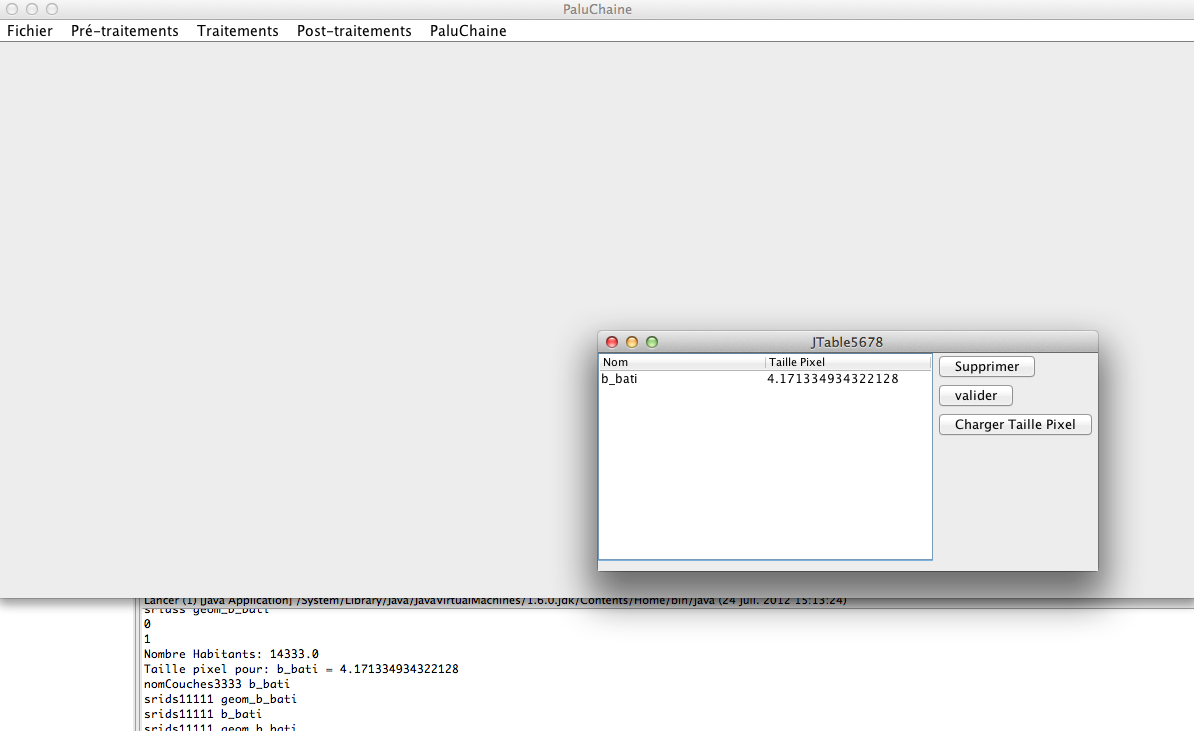 PaluChaine
Fichier Pré-traitements Traitements Post-traitements PaluChaine
JTable5678
Nom Taille Pixel
b_bati 4.171334934322128
Supprimer
valider
Charger Taille Pixel
Lancer (1) [Java Application] /System/Library/Java/JavaVirtualMachines/1.6.0.jdk/Contents/Home/bin/java (24 juil. 2012 15:13:24)
geom_b_bati
0
1
Nombre Habitants: 14333.0
Taille pixel pour: b_bati = 4.171334934322128
nomCouches3333 b_bati
srids11111 geom_b_bati
srids11111 b_bati
srids11111 geom_b_bati